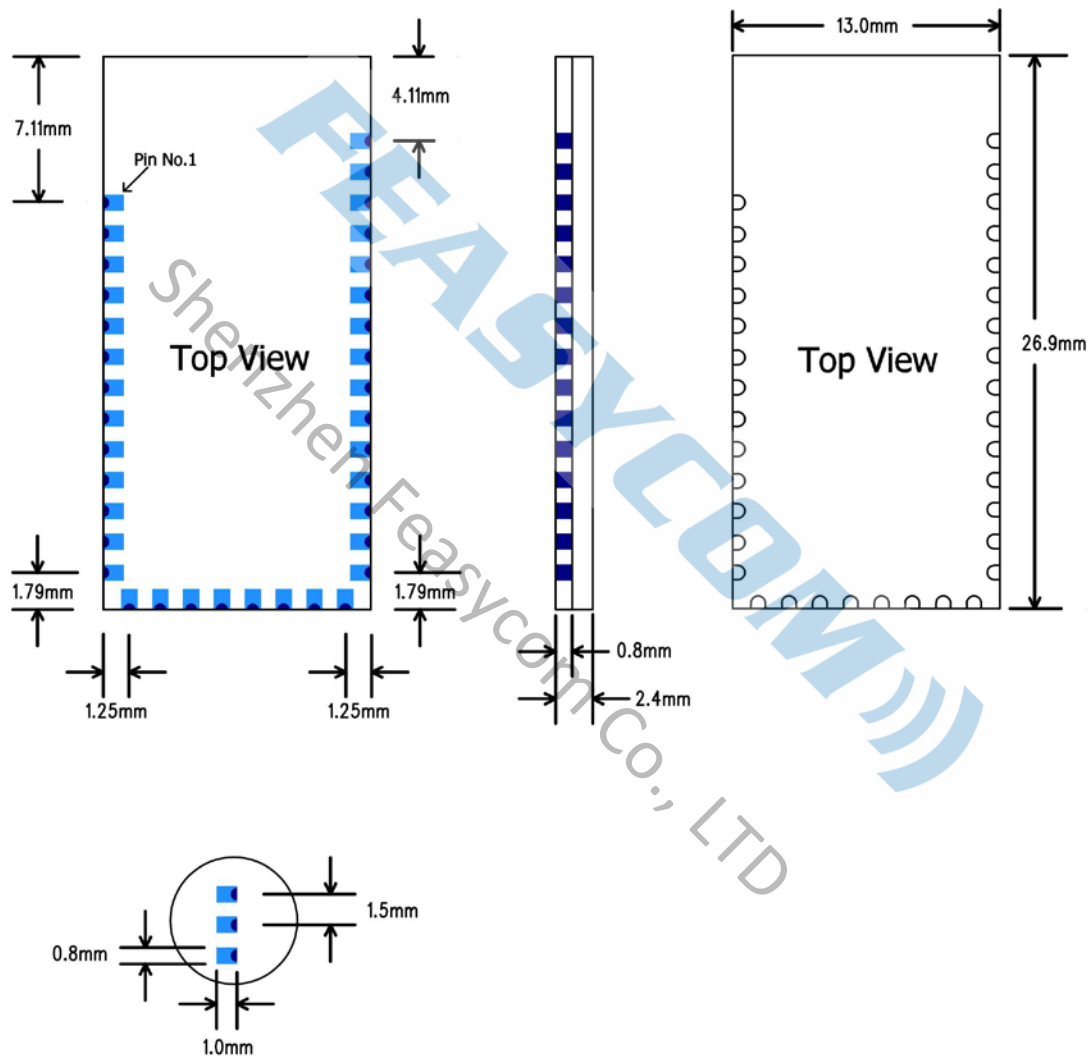 13.0mm
4.11mm
7.11mm
Pin No.1
FEASYCOM
Top View
Top View
26.9mm
Shenzhen Feasycom Co., LTD
1.79mm
1.79mm
0.8mm
2.4mm
1.25mm
1.25mm
1.5mm
0.8mm
1.0mm